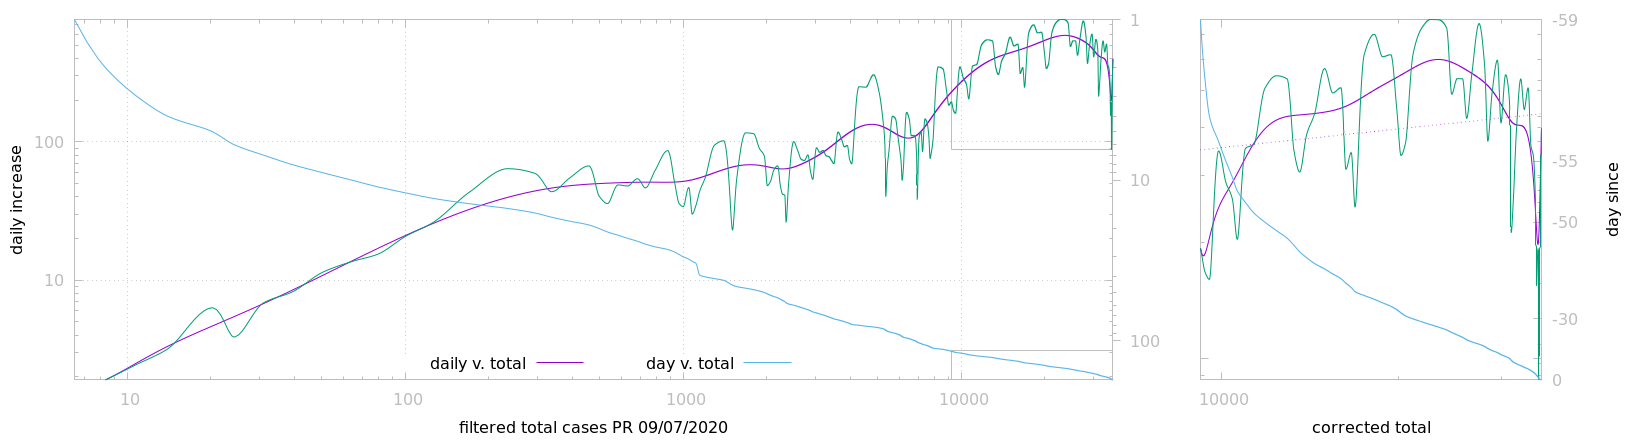 daily increase
100
10
10
100
1000
10000
1
10
100
daily v. total
day v. total
filtered total cases PR 09/07/2020
10000
corrected total
-59
-55
-50
-30
0
day since